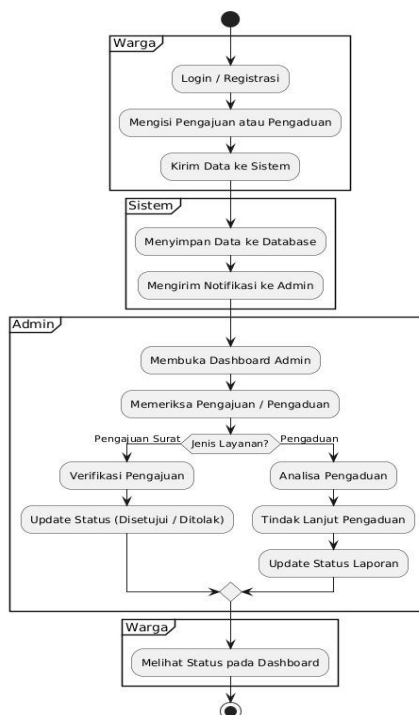 Warga
Login / Registrasi
Mengisi Pengajuan atau Pengaduan
Kirim Data ke Sistem
Sistem
Menyimpan Data ke Database
Mengirim Notifikasi ke Admin
Admin
Membuka Dashboard Admin
Memeriksa Pengajuan / Pengaduan
Pengajuan Surat
Jenis Layanan?
Pengaduan
Verifikasi Pengajuan
Analisa Pengaduan
Update Status (Disetujui / Ditolak)
Tindak Lanjut Pengaduan
Update Status Laporan
Warga
Melihat Status pada Dashboard